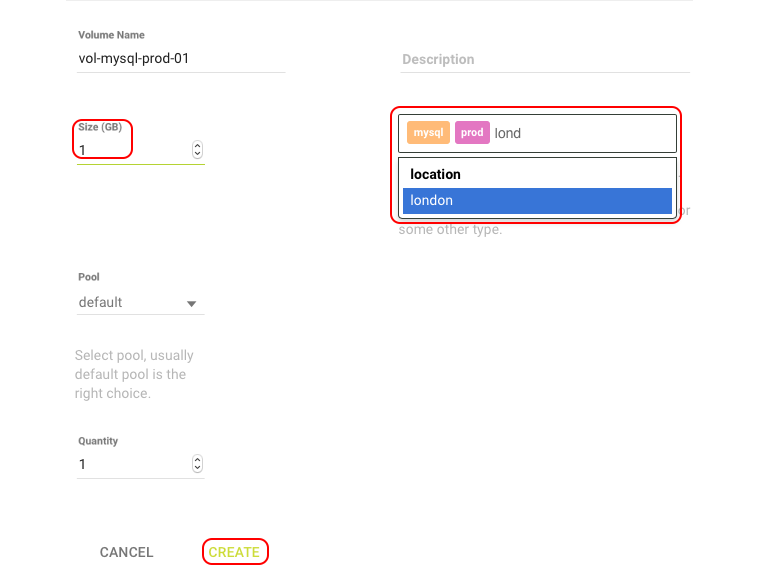 Volume Name
vol-mysql-prod-01
Description
Size (GB)
1
mysql prod lond
location
london
or
some other type.
Pool
default
Select pool, usually
default pool is the
right choice.
Quantity
1
CANCEL CREATE